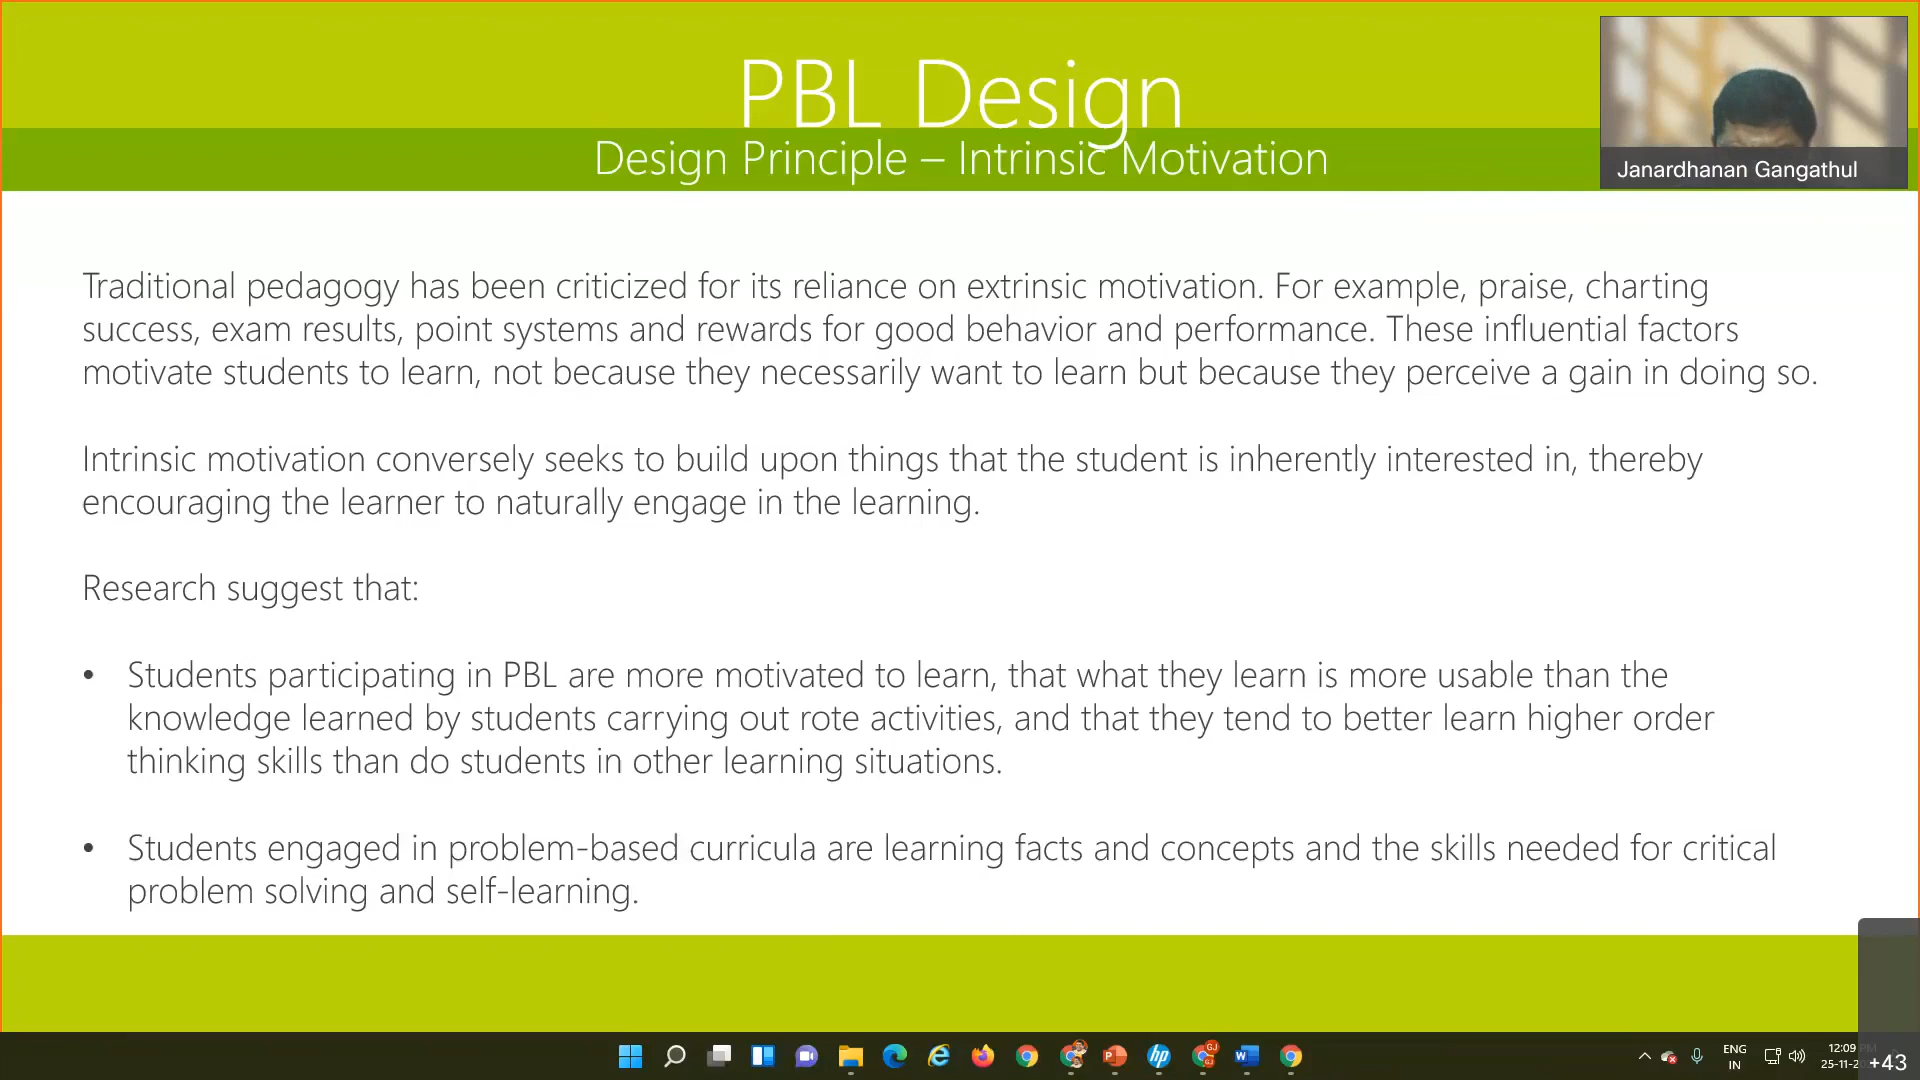 PBL Design
Design Principle – Intrinsic Motivation
Janardhanan Gangathul
Traditional pedagogy has been criticized for its reliance on extrinsic motivation. For example, praise, charting
success, exam results, point systems and rewards for good behavior and performance. These influential factors
motivate students to learn, not because they necessarily want to learn but because they perceive a gain in doing so.
Intrinsic motivation conversely seeks to build upon things that the student is inherently interested in, thereby
encouraging the learner to naturally engage in the learning.
Research suggest that:
• Students participating in PBL are more motivated to learn, that what they learn is more usable than the
knowledge learned by students carrying out rote activities, and that they tend to better learn higher order
thinking skills than do students in other learning situations.
• Students engaged in problem-based curricula are learning facts and concepts and the skills needed for critical
problem solving and self-learning.
ENG
IN
12:09 PM
25-11-2
+43